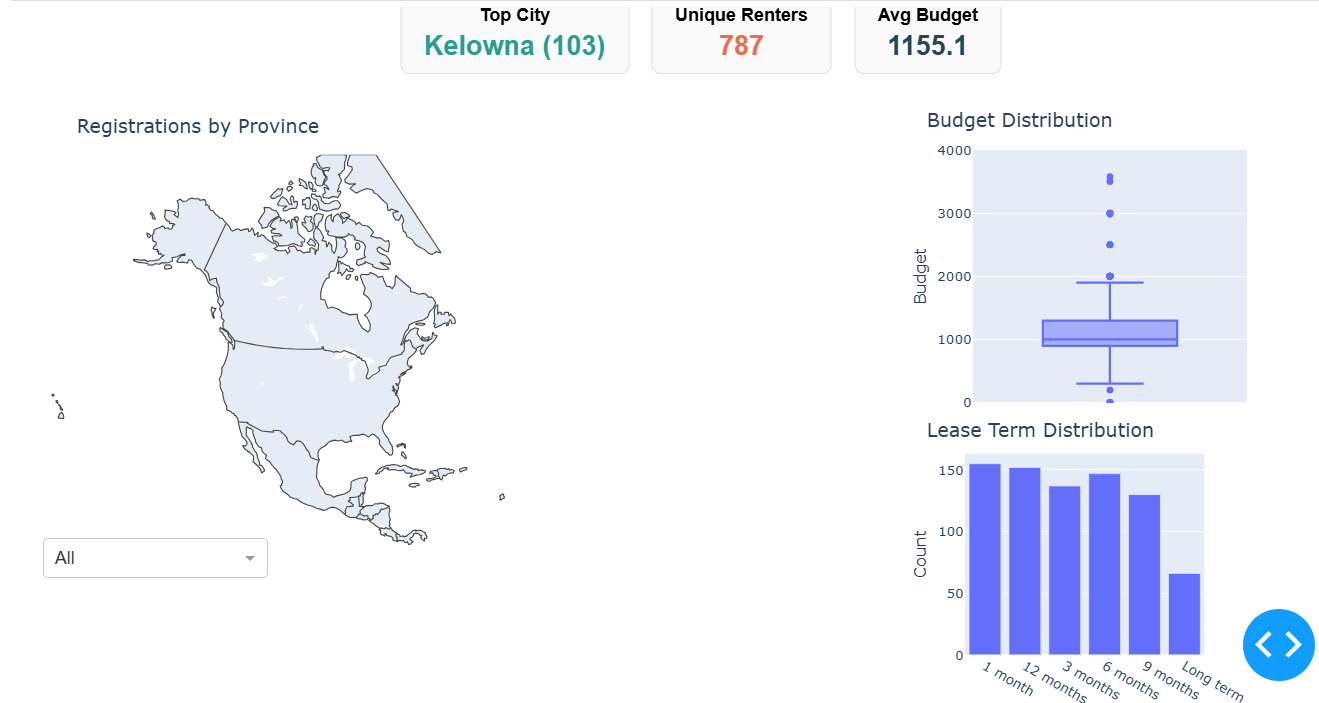 Top City
Kelowna (103)
Unique Renters
787
Avg Budget
1155.1
Registrations by Province
All
Budget Distribution
4000
3000
2000
1000
0
Budget
Lease Term Distribution
150
100
50
0
Count
1 month
12 months
3 months
6 months
9 months
Long term